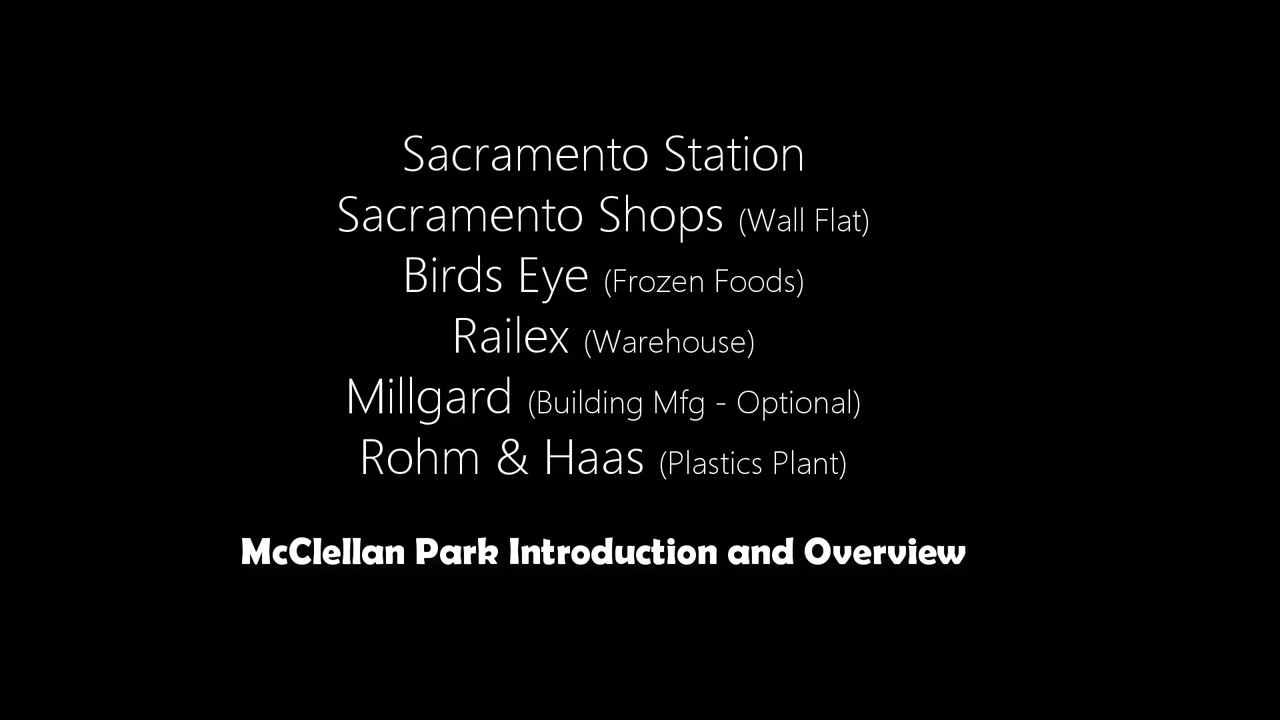 Sacramento Station
Sacramento Shops (Wall Flat)
Birds Eye (Frozen Foods)
Railex (Warehouse)
Millgard (Building Mfg - Optional)
Rohm & Haas (Plastics Plant)
McClellan Park Introduction and Overview